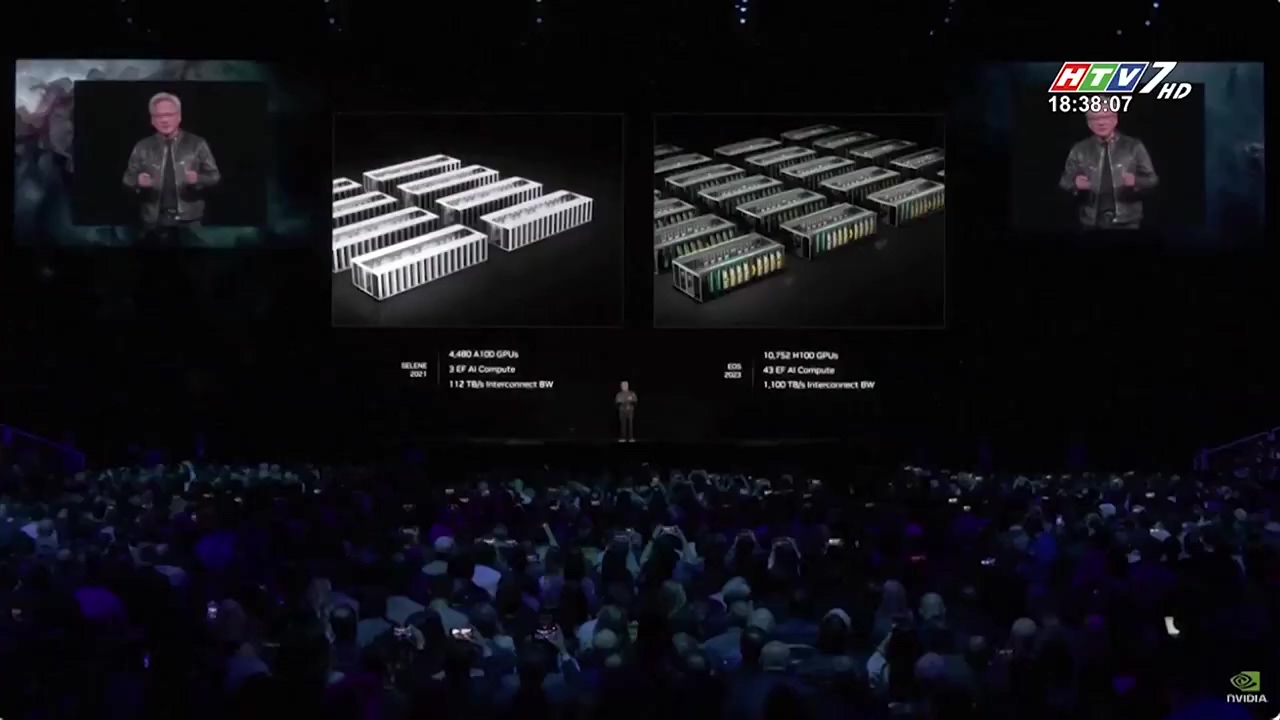 HTV7 HD
18:38:07
SELENE
2021
4,480 A100 GPUs
3 EF AI Compute
112 TB/s Interconnect BW
EOS
2023
10,752 H100 GPUs
43 EF AI Compute
1,100 TB/s Interconnect BW
NVIDIA